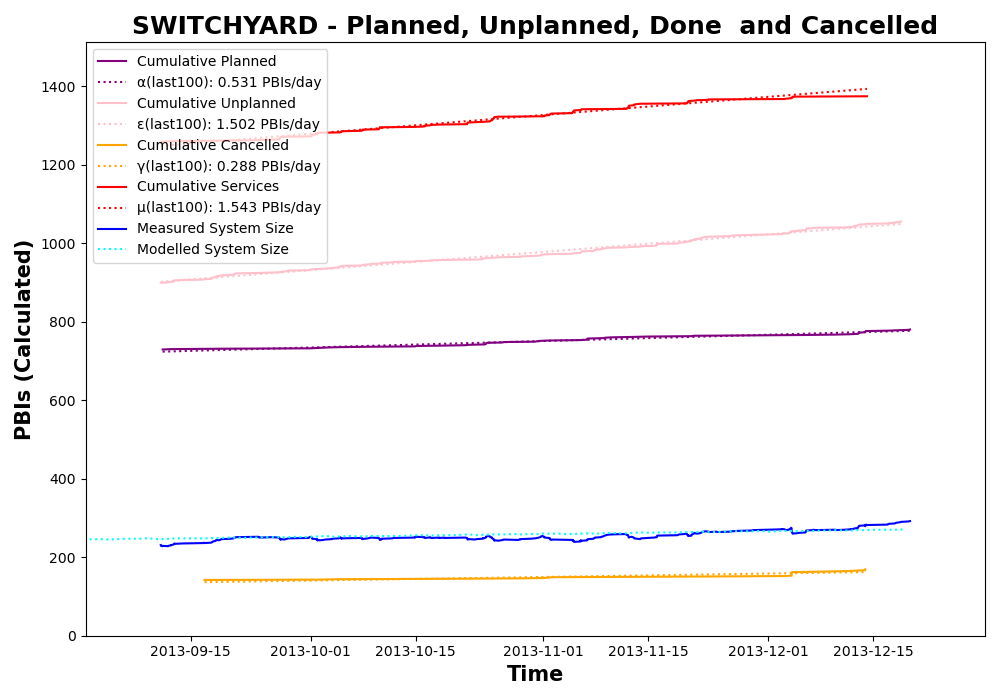 SWITCHYARD - Planned, Unplanned, Done  and Cancelled
PBIs (Calculated)
1400
1200
1000
800
600
400
200
0
Cumulative Planned
α(last100): 0.531 PBIs/day
Cumulative Unplanned
ε(last100): 1.502 PBIs/day
Cumulative Cancelled
γ(last100): 0.288 PBIs/day
Cumulative Services
μ(last100): 1.543 PBIs/day
Measured System Size
Modelled System Size
2013-09-15 2013-10-01 2013-10-15 2013-11-01 2013-11-15 2013-12-01 2013-12-15
Time